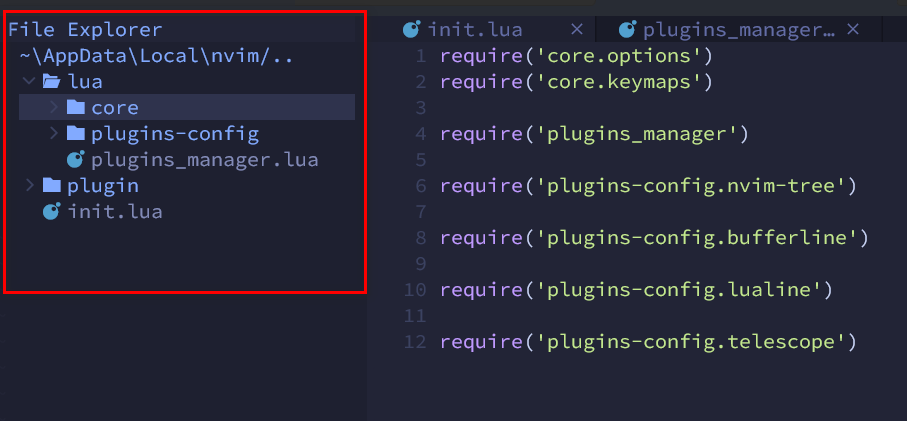 File Explorer
~\AppData\Local\nvim/..
lua
core
plugins-config
plugins_manager.lua
plugin
init.lua
init.lua × plugins_manager… ×
1 require('core.options')
2 require('core.keymaps')
3
4 require('plugins_manager')
5
6 require('plugins-config.nvim-tree')
7
8 require('plugins-config.bufferline')
9
10 require('plugins-config.lualine')
11
12 require('plugins-config.telescope')